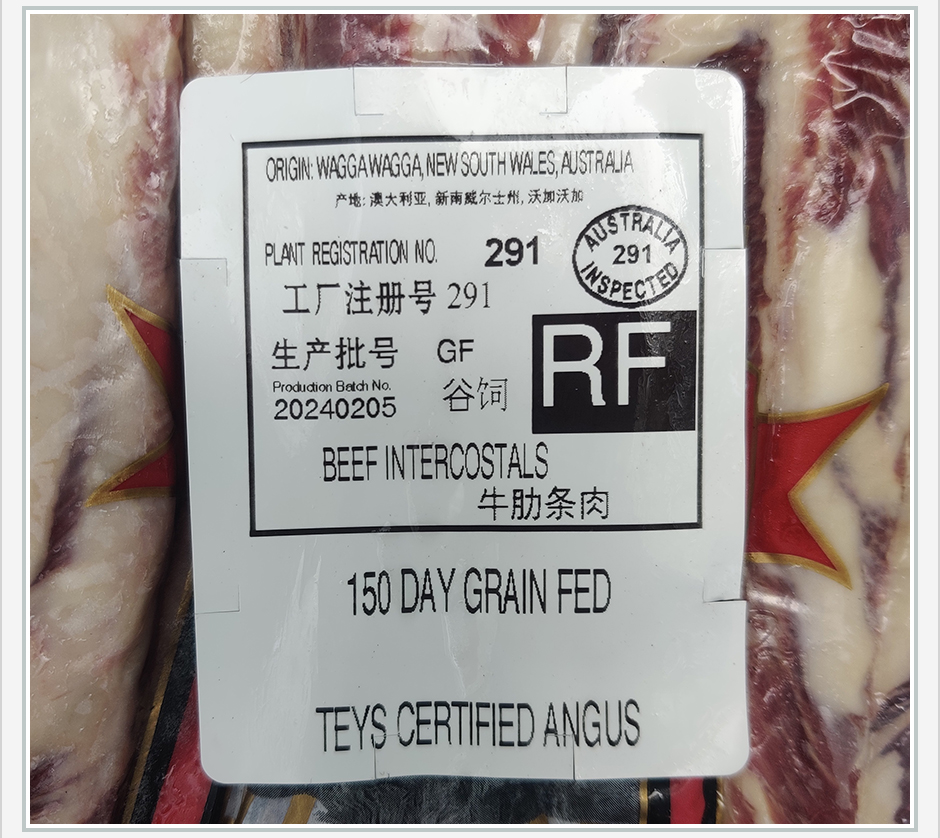 ORIGIN: WAGGA WAGGA, NEW SOUTH WALES, AUSTRALIA
产地: 澳大利亚, 新南威尔士州, 沃加沃加
PLANT REGISTRATION NO. 291
AUSTRALIA
291
INSPECTED
工厂注册号 291
生产批号 GF
RF
Production Batch No.
20240205 谷饲
BEEF INTERCOSTALS
牛肋条肉
150 DAY GRAIN FED
TEYS CERTIFIED ANGUS